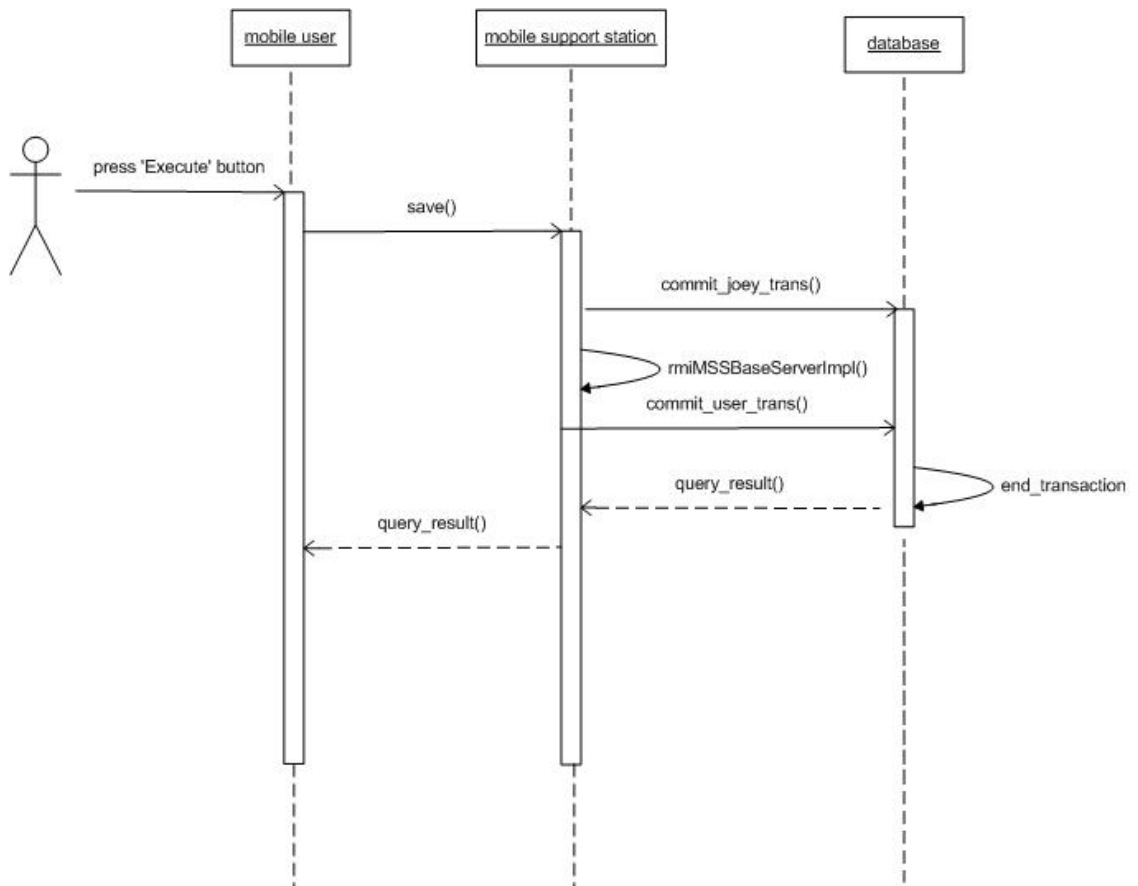 mobile user
mobile support station
database
press 'Execute' button
save()
commit_joey_trans()
rmiMSSBaseServerImpl()
commit_user_trans()
query_result()
end_transaction
query_result()